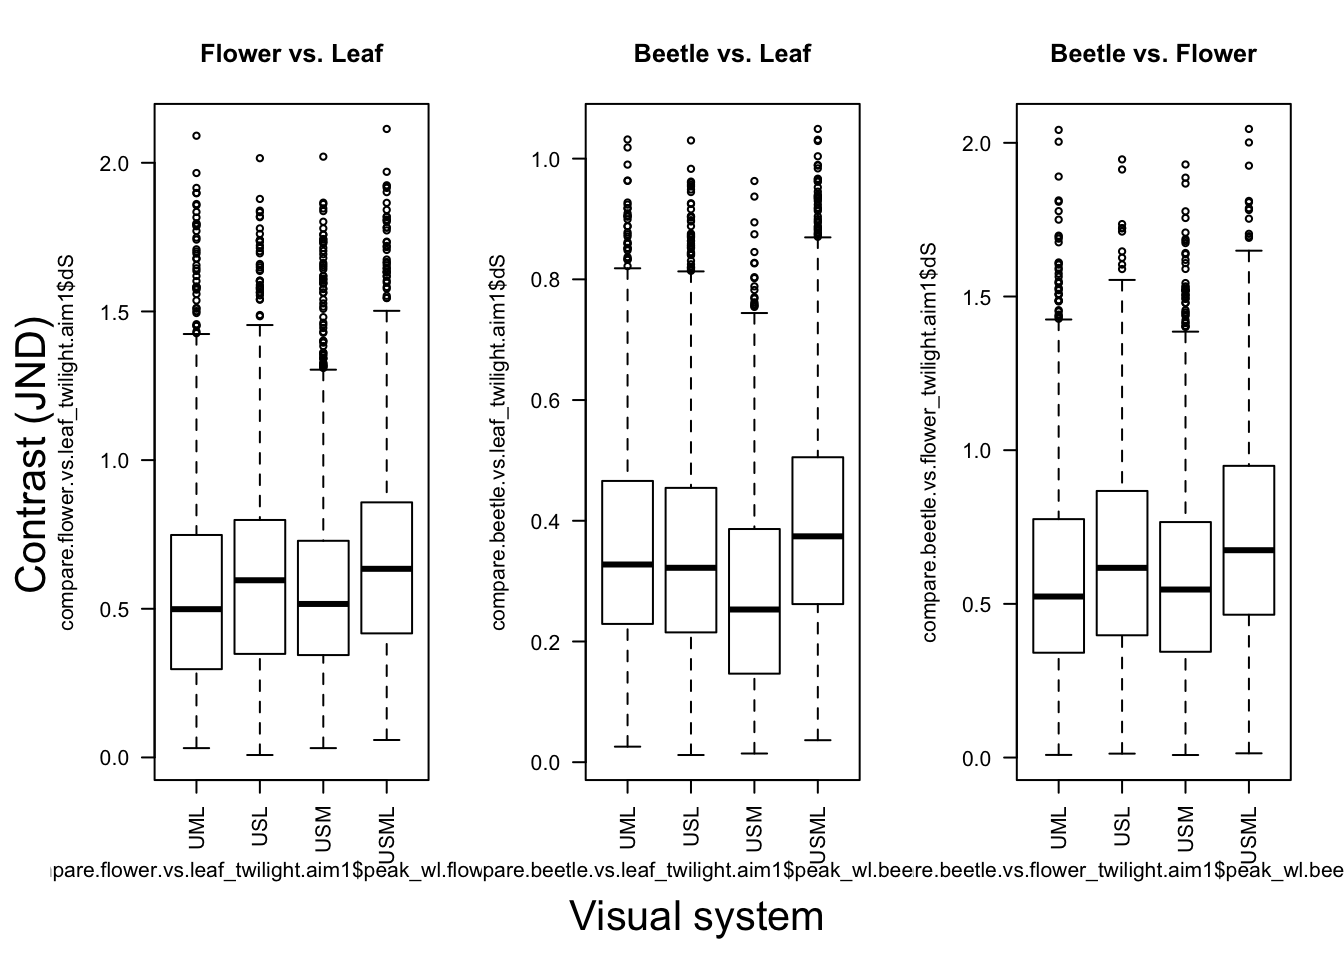 Flower vs. Leaf
Beetle vs. Leaf
Beetle vs. Flower
Contrast (JND)
compare.flower.vs.leaf_twilight.aim1$dS
2.0
1.5
1.0
0.5
0.0
UML
USL
USM
USML
compare.beetle.vs.leaf_twilight.aim1$dS
1.0
0.8
0.6
0.4
0.2
0.0
UML
USL
USM
USML
compare.beetle.vs.flower_twilight.aim1$dS
2.0
1.5
1.0
0.5
0.0
UML
USL
USM
USML
pare.flower.vs.leaf_twilight.aim1$peak_wl.flowpare.beetle.vs.leaf_twilight.aim1$peak_wl.beere.beetle.vs.flower_twilight.aim1$peak_wl.bee
Visual system